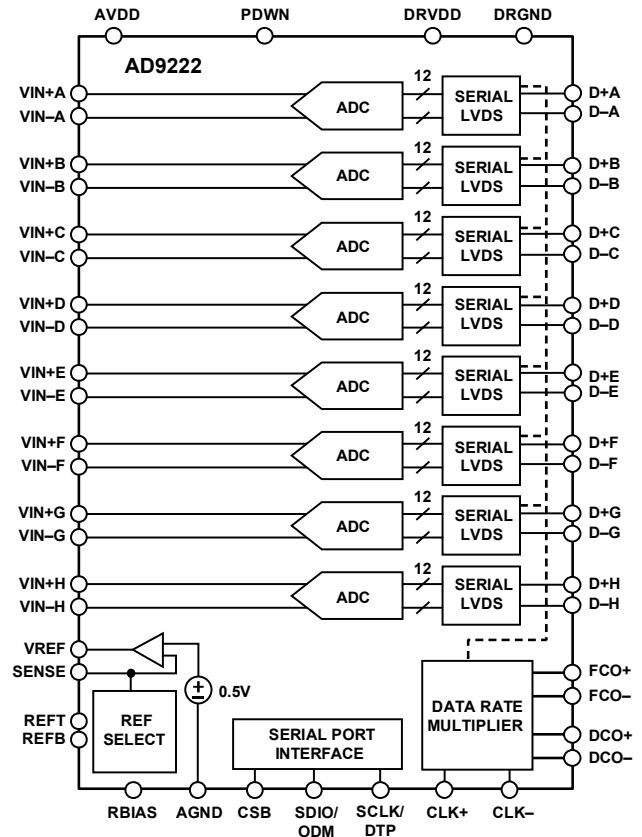 AVDD PDWN DRVDD DRGND
AD9222
VIN+A 12 D+A
ADC SERIAL LVDS
VIN–A D–A
VIN+B 12 D+B
ADC SERIAL LVDS
VIN–B D–B
VIN+C 12 D+C
ADC SERIAL LVDS
VIN–C D–C
VIN+D 12 D+D
ADC SERIAL LVDS
VIN–D D–D
VIN+E 12 D+E
ADC SERIAL LVDS
VIN–E D–E
VIN+F 12 D+F
ADC SERIAL LVDS
VIN–F D–F
VIN+G 12 D+G
ADC SERIAL LVDS
VIN–G D–G
VIN+H 12 D+H
ADC SERIAL LVDS
VIN–H D–H
VREF
SENSE
REFT
REFB
REF
SELECT
+
–
0.5V
SERIAL PORT
INTERFACE
DATA RATE
MULTIPLIER
FCO+
FCO–
DCO+
DCO–
RBIAS AGND CSB SDIO/ SCLK/ CLK+ CLK–
ODM DTP